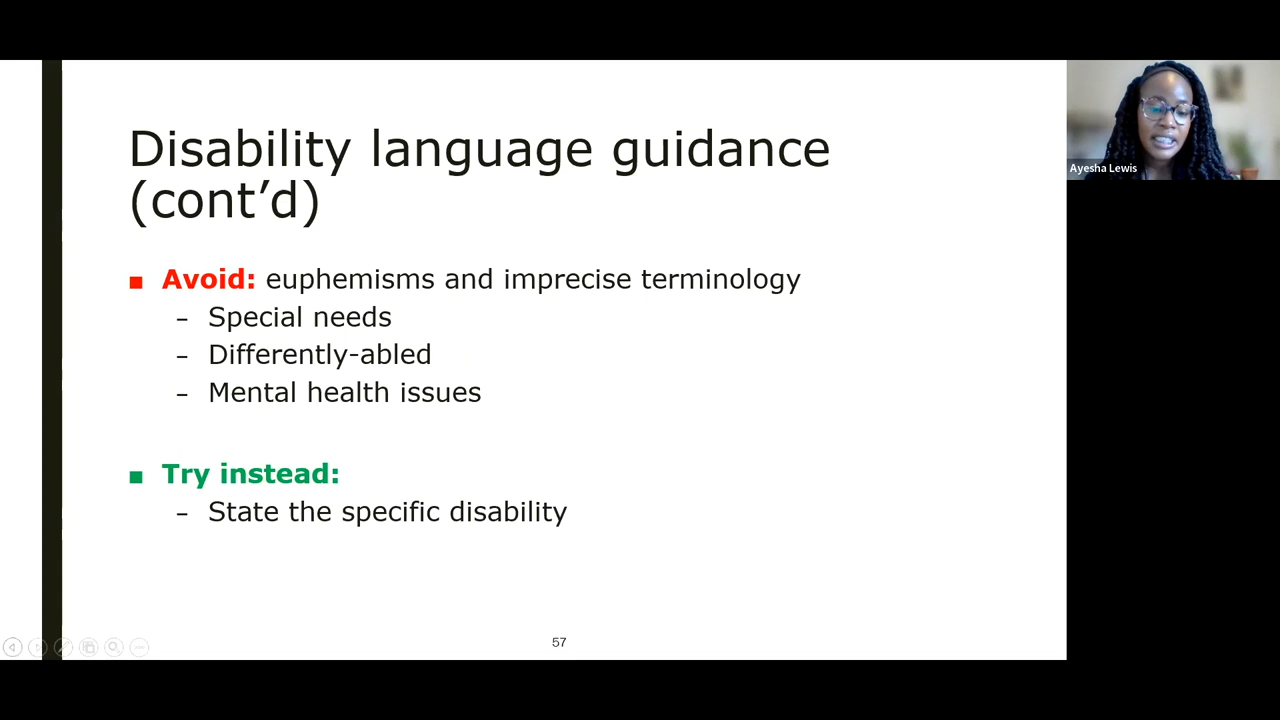 Disability language guidance
(cont’d)
■ Avoid: euphemisms and imprecise terminology
– Special needs
– Differently-abled
– Mental health issues
■ Try instead:
– State the specific disability
57
Ayesha Lewis